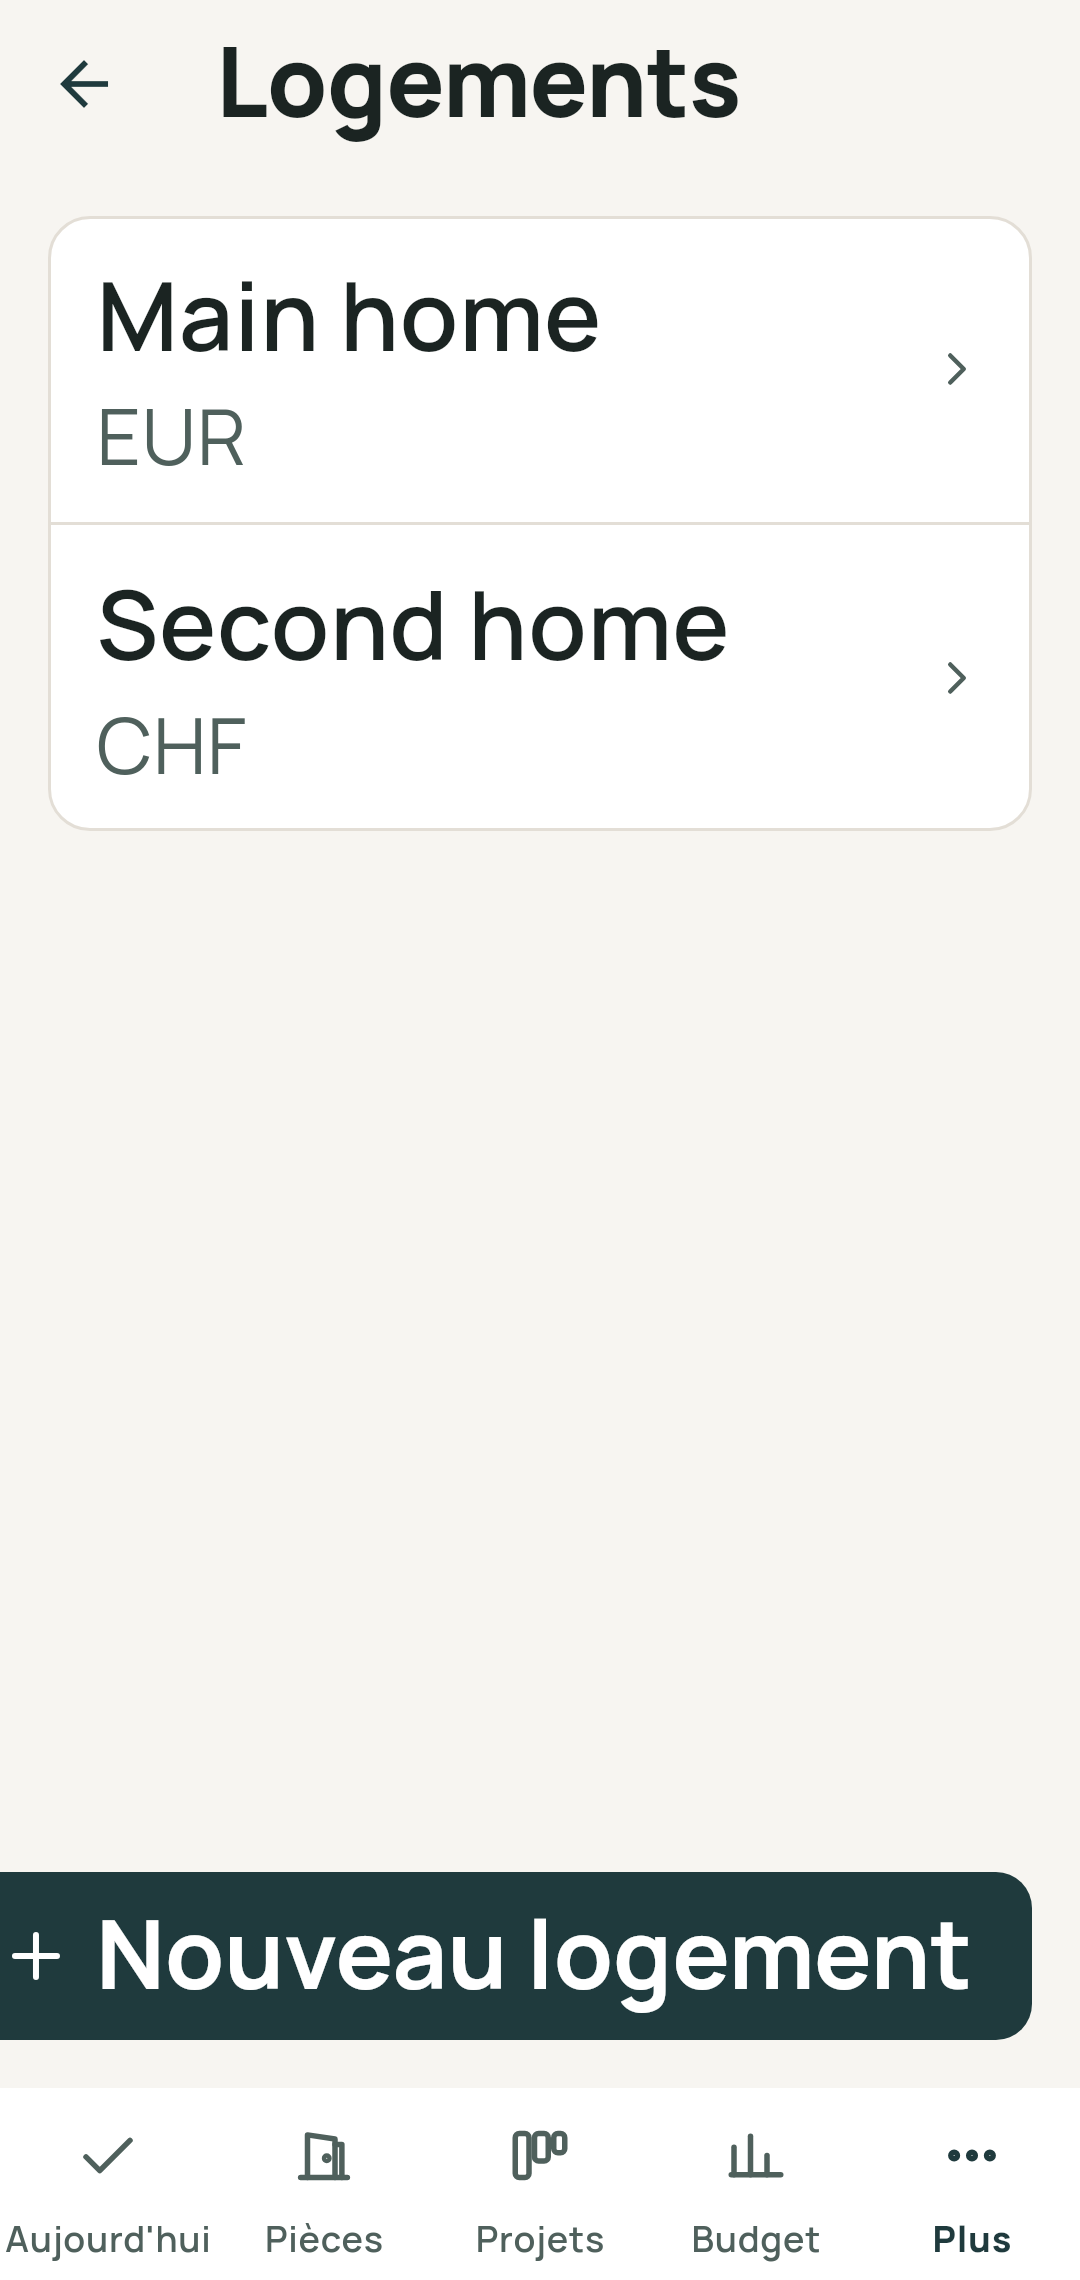 Logements
Main home
EUR
Second home
CHF
Nouveau logement
Aujourd'hui
Pièces
Projets
Budget
Plus